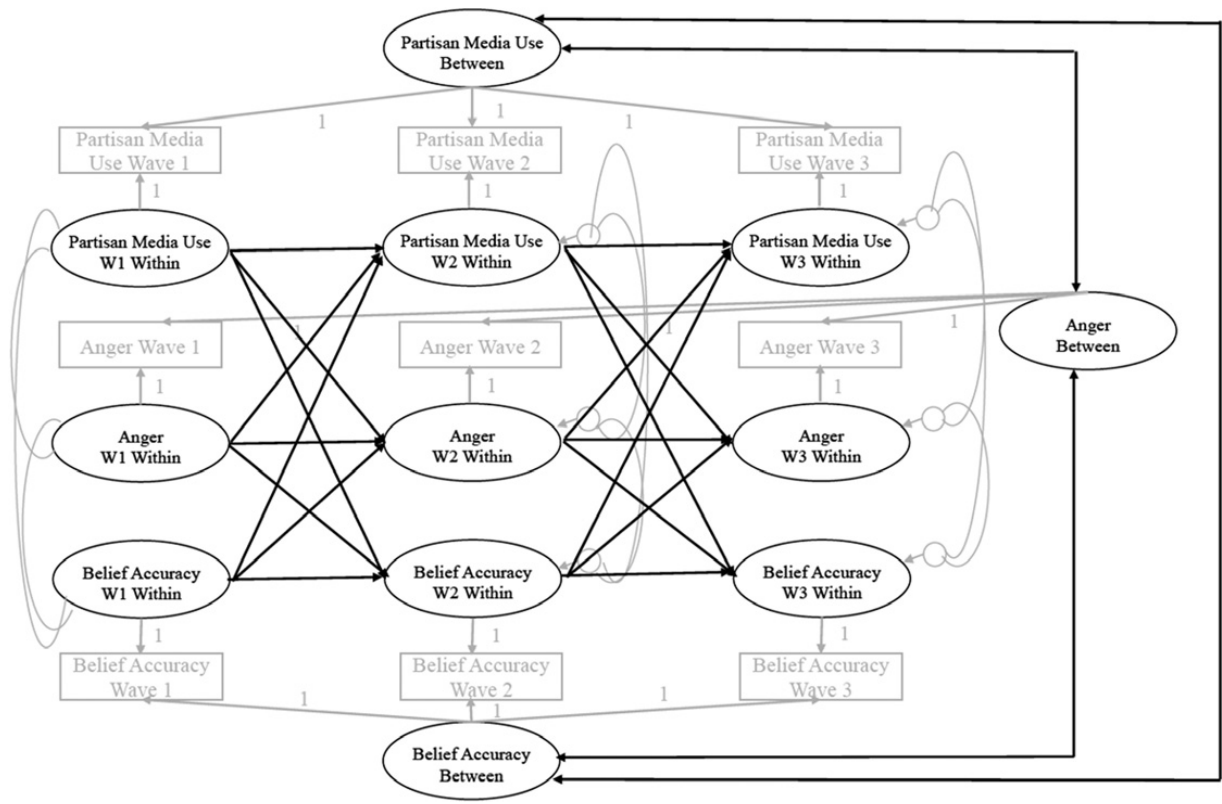 Partisan Media Use
Between
1
1
1
Partisan Media
Use Wave 1
Partisan Media
Use Wave 2
Partisan Media
Use Wave 3
1
1
1
Partisan Media Use
W1 Within
Partisan Media Use
W2 Within
Partisan Media Use
W3 Within
1
1
1
Anger Wave 1
Anger Wave 2
Anger Wave 3
Anger
Between
1
1
1
Anger
W1 Within
Anger
W2 Within
Anger
W3 Within
Belief Accuracy
W1 Within
Belief Accuracy
W2 Within
Belief Accuracy
W3 Within
1
1
1
Belief Accuracy
Wave 1
Belief Accuracy
Wave 2
Belief Accuracy
Wave 3
1
1
1
Belief Accuracy
Between